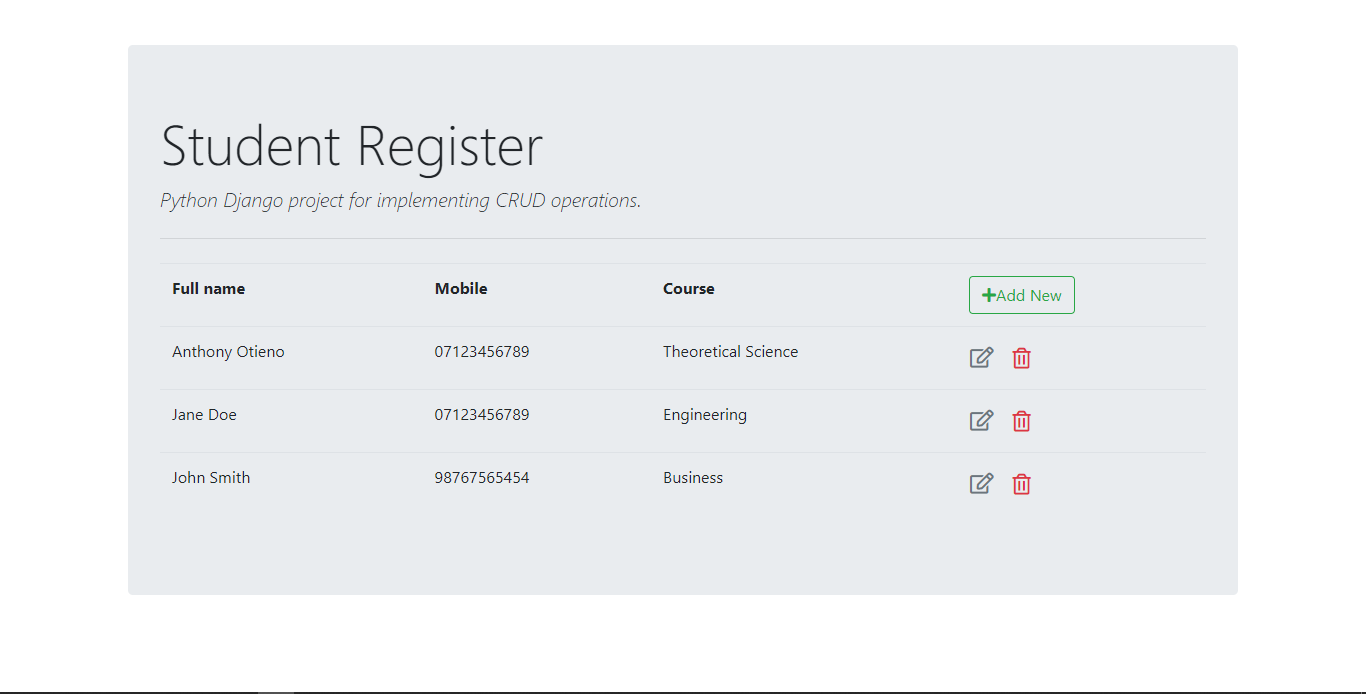 Student Register
Python Django project for implementing CRUD operations.
Full name Mobile Course Add New
Anthony Otieno 07123456789 Theoretical Science
Jane Doe 07123456789 Engineering
John Smith 98767565454 Business